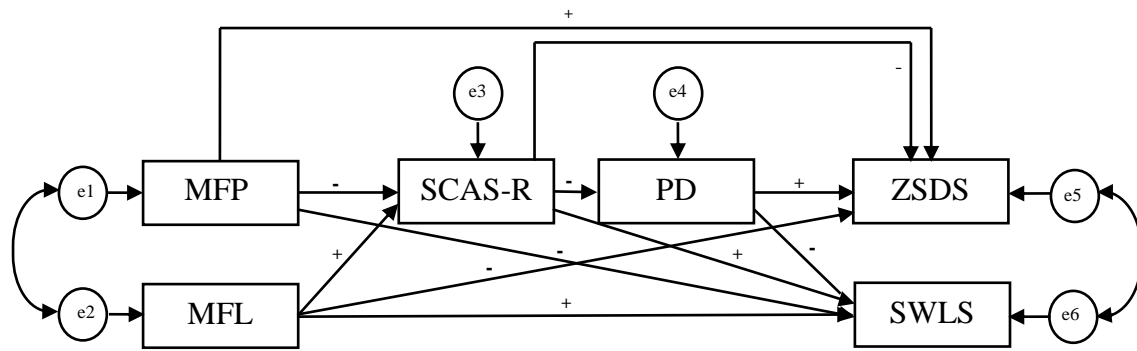 +
-
e3
e4
e1
MFP
-
SCAS-R
-
PD
+
ZSDS
e5
+
-
-
+
-
e2
MFL
+
SWLS
e6